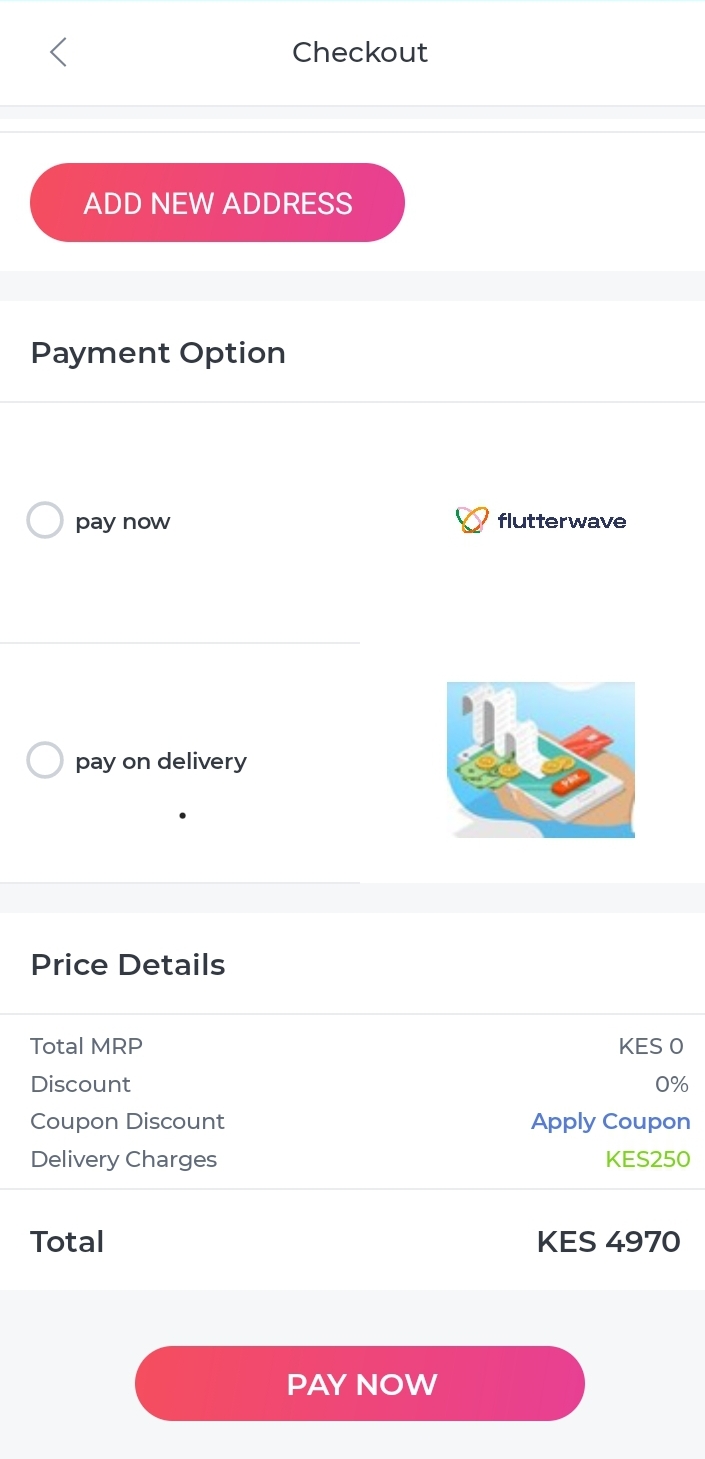 Checkout
ADD NEW ADDRESS
Payment Option
pay now
flutterwave
pay on delivery
PAY
Price Details
Total MRP KES 0
Discount 0%
Coupon Discount Apply Coupon
Delivery Charges KES250
Total KES 4970
PAY NOW